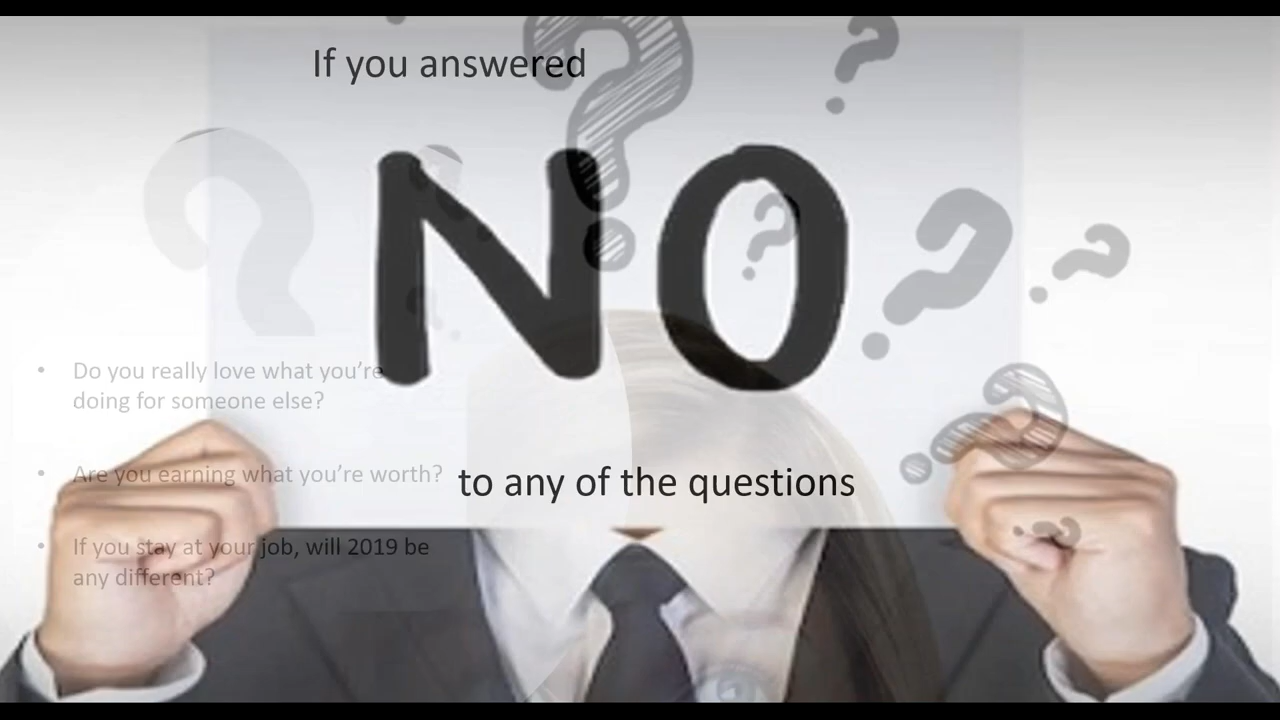 If you answered
NO
• Do you really love what you’re
doing for someone else?
• Are you earning what you’re worth?
to any of the questions
• If you stay at your job, will 2019 be
any different?